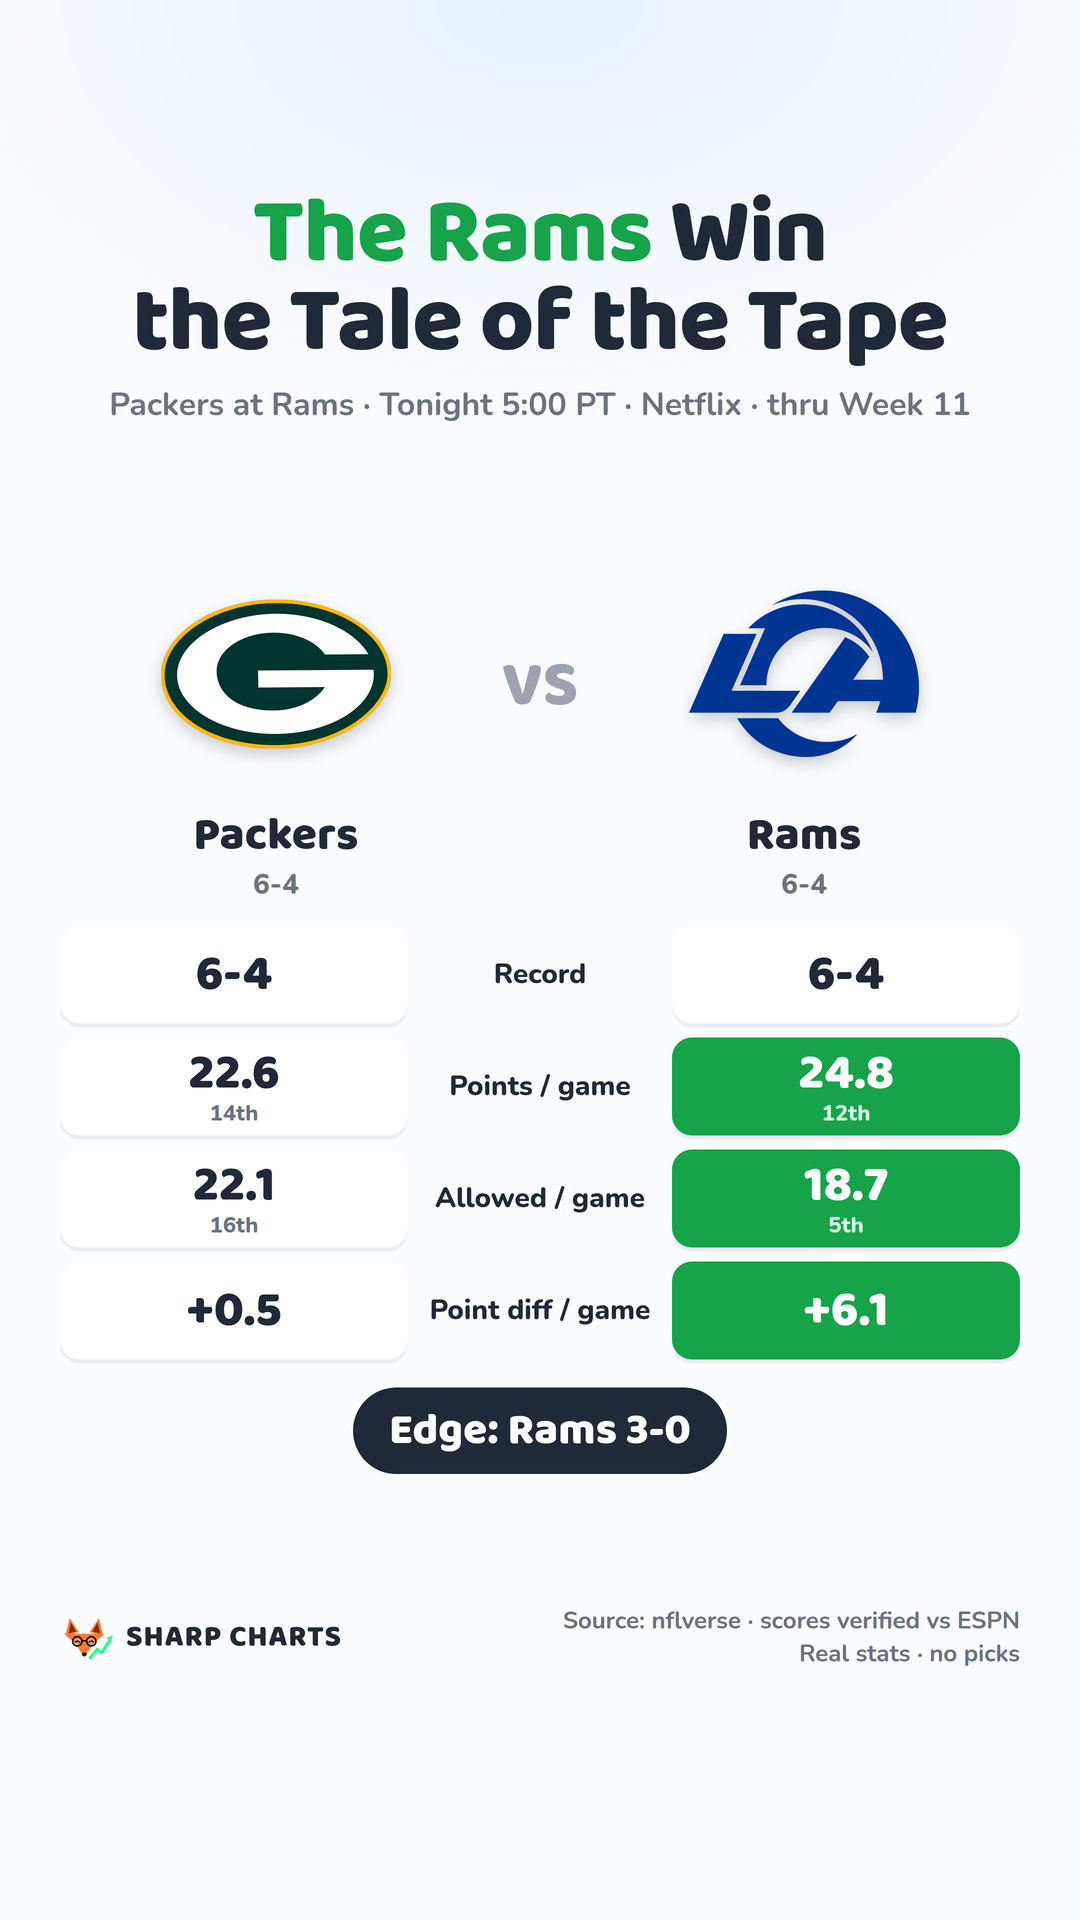 The Rams Win
the Tale of the Tape
Packers at Rams · Tonight 5:00 PT · Netflix · thru Week 11
G
vs
LA
Packers
Rams
6-4
6-4
6-4 Record 6-4
22.6 Points / game 24.8
14th 12th
22.1 Allowed / game 18.7
16th 5th
+0.5 Point diff / game +6.1
Edge: Rams 3-0
SHARP CHARTS
Source: nflverse · scores verified vs ESPN
Real stats · no picks